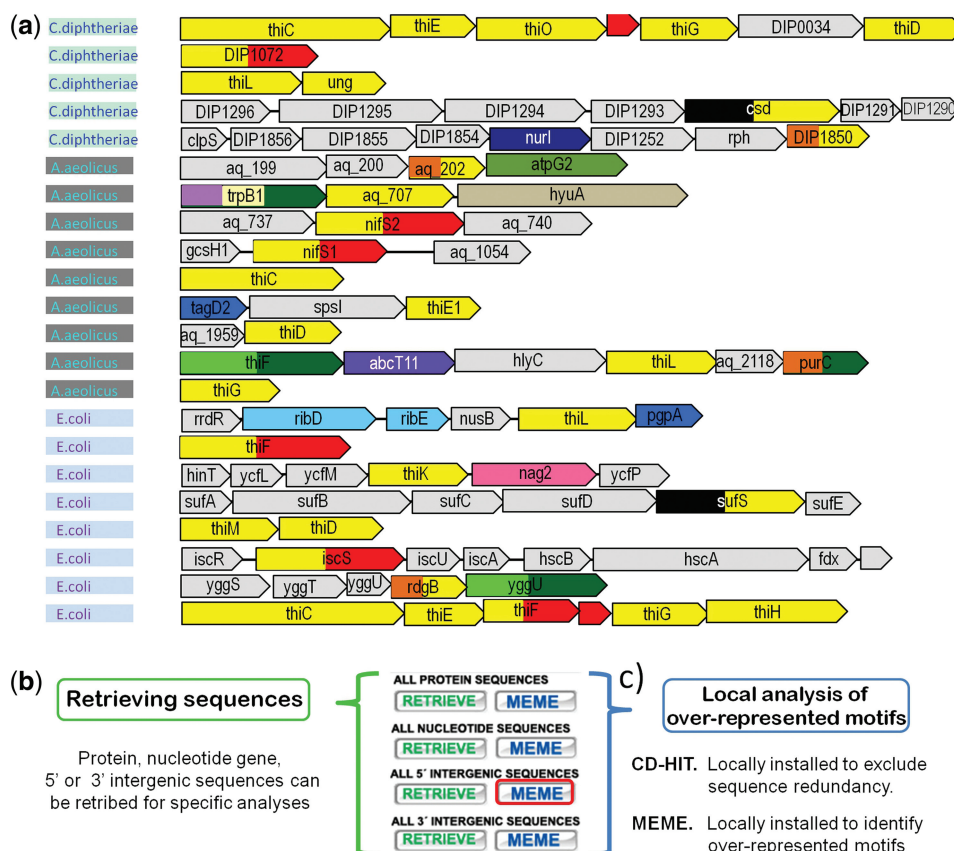 (a) C.diphtheriae thiC thiE thiO thiG DIP0034 thiD
C.diphtheriae DIP1072
C.diphtheriae thiL ung
C.diphtheriae DIP1296 DIP1295 DIP1294 DIP1293 csd DIP1291 DIP1290
C.diphtheriae clpS DIP1856 DIP1855 DIP1854 nurI DIP1252 rph DIP1850
A.aeolicus aq_199 aq_200 aq_202 atpG2
A.aeolicus trpB1 aq_707 hyuA
A.aeolicus aq_737 nifS2 aq_740
A.aeolicus gcsH1 nifS1 aq_1054
A.aeolicus thiC
A.aeolicus tagD2 spsI thiE1
A.aeolicus aq_1959 thiD
A.aeolicus thiF abcT11 hlyC thiL aq_2118 purC
A.aeolicus thiG
E.coli rrdR ribD ribE nusB thiL pgpA
E.coli thiF
E.coli hinT ycfL ycfM thiK nag2 ycfP
E.coli sufA sufB sufC sufD sufS sufE
E.coli thiM thiD
E.coli iscR iscS iscU iscA hscB hscA fdx
E.coli yggS yggT yggU rdgB yggU
E.coli thiC thiE thiF thiG thiH
(b) Retrieving sequences
Protein, nucleotide gene,
5' or 3' intergenic sequences can
be retribed for specific analyses
ALL PROTEIN SEQUENCES
RETRIEVE MEME
ALL NUCLEOTIDE SEQUENCES
RETRIEVE MEME
ALL 5´ INTERGENIC SEQUENCES
RETRIEVE MEME
ALL 3´ INTERGENIC SEQUENCES
RETRIEVE MEME
c) Local analysis of
over-represented motifs
CD-HIT. Locally installed to exclude
sequence redundancy.
MEME. Locally installed to identify
over-represented motifs